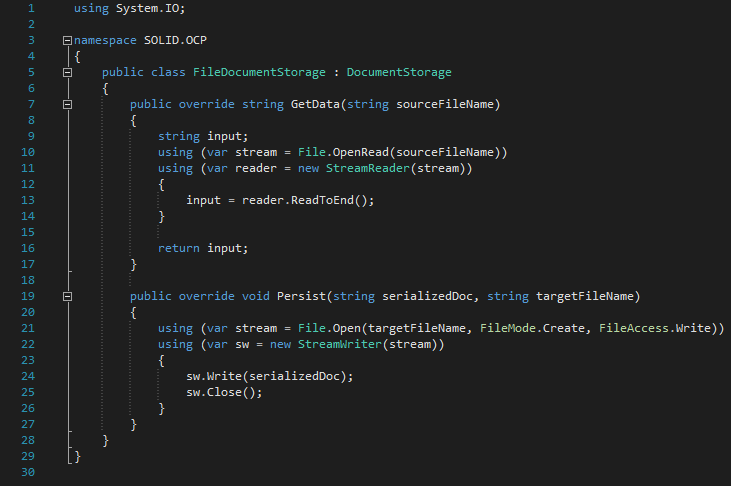 1 using System.IO;
2
3 namespace SOLID.OCP
4 {
5     public class FileDocumentStorage : DocumentStorage
6     {
7         public override string GetData(string sourceFileName)
8         {
9             string input;
10             using (var stream = File.OpenRead(sourceFileName))
11             using (var reader = new StreamReader(stream))
12             {
13                 input = reader.ReadToEnd();
14             }
15
16             return input;
17         }
18
19         public override void Persist(string serializedDoc, string targetFileName)
20         {
21             using (var stream = File.Open(targetFileName, FileMode.Create, FileAccess.Write))
22             using (var sw = new StreamWriter(stream))
23             {
24                 sw.Write(serializedDoc);
25                 sw.Close();
26             }
27         }
28     }
29 }
30